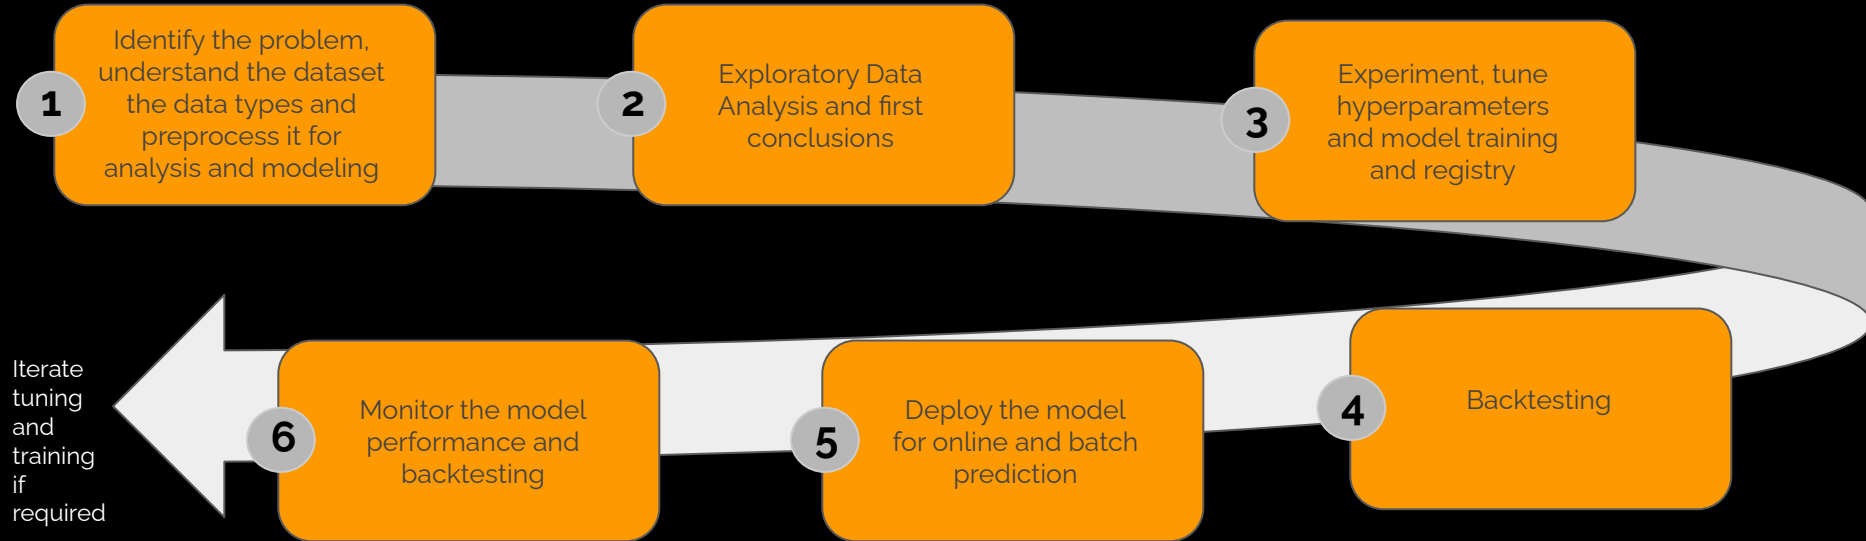 1
Identify the problem,
understand the dataset
the data types and
preprocess it for
analysis and modeling
2
Exploratory Data
Analysis and first
conclusions
3
Experiment, tune
hyperparameters
and model training
and registry
4
Backtesting
5
Deploy the model
for online and batch
prediction
6
Monitor the model
performance and
backtesting
Iterate
tuning
and
training
if
required